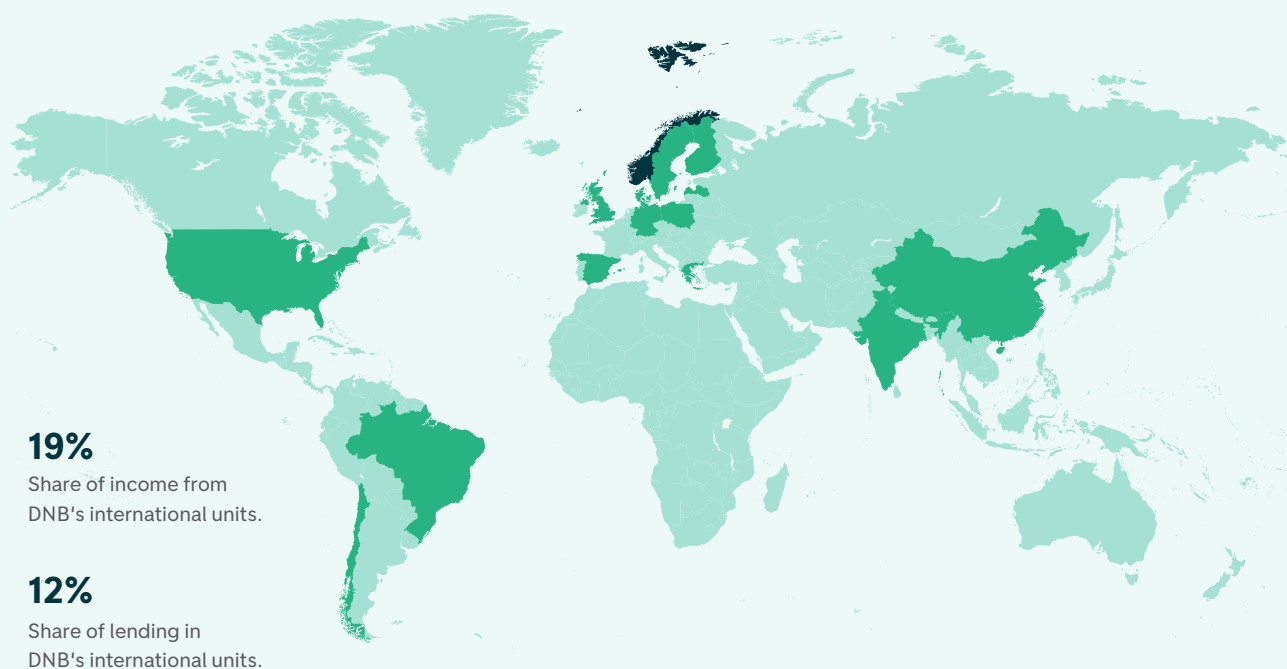 19%
Share of income from
DNB's international units.
12%
Share of lending in
DNB's international units.